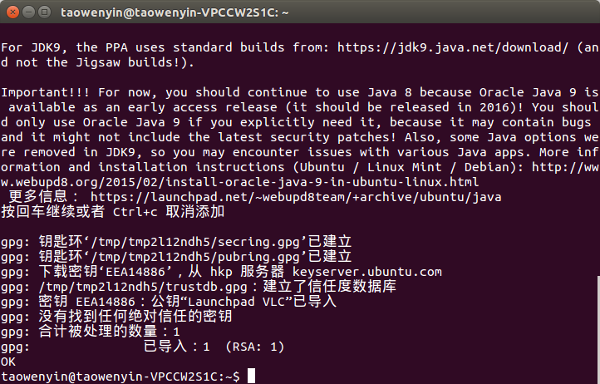 taowenyin@taowenyin-VPCCW2S1C: ~
For JDK9, the PPA uses standard builds from: https://jdk9.java.net/download/ (an
d not the Jigsaw builds!).
Important!!! For now, you should continue to use Java 8 because Oracle Java 9 is
 available as an early access release (it should be released in 2016)! You shoul
d only use Oracle Java 9 if you explicitly need it, because it may contain bugs
and it might not include the latest security patches! Also, some Java options we
re removed in JDK9, so you may encounter issues with various Java apps. More inf
ormation and installation instructions (Ubuntu / Linux Mint / Debian): http://ww
w.webupd8.org/2015/02/install-oracle-java-9-in-ubuntu-linux.html
 更多信息： https://launchpad.net/~webupd8team/+archive/ubuntu/java
按回车继续或者 Ctrl+c 取消添加
gpg: 钥匙环‘/tmp/tmp2l12ndh5/secring.gpg’已建立
gpg: 钥匙环‘/tmp/tmp2l12ndh5/pubring.gpg’已建立
gpg: 下载密钥‘EEA14886’，从 hkp 服务器 keyserver.ubuntu.com
gpg: /tmp/tmp2l12ndh5/trustdb.gpg：建立了信任度数据库
gpg: 密钥 EEA14886：公钥“Launchpad VLC”已导入
gpg: 没有找到任何绝对信任的密钥
gpg: 合计被处理的数量：1
gpg:               已导入：1  (RSA: 1)
OK
taowenyin@taowenyin-VPCCW2S1C:~$